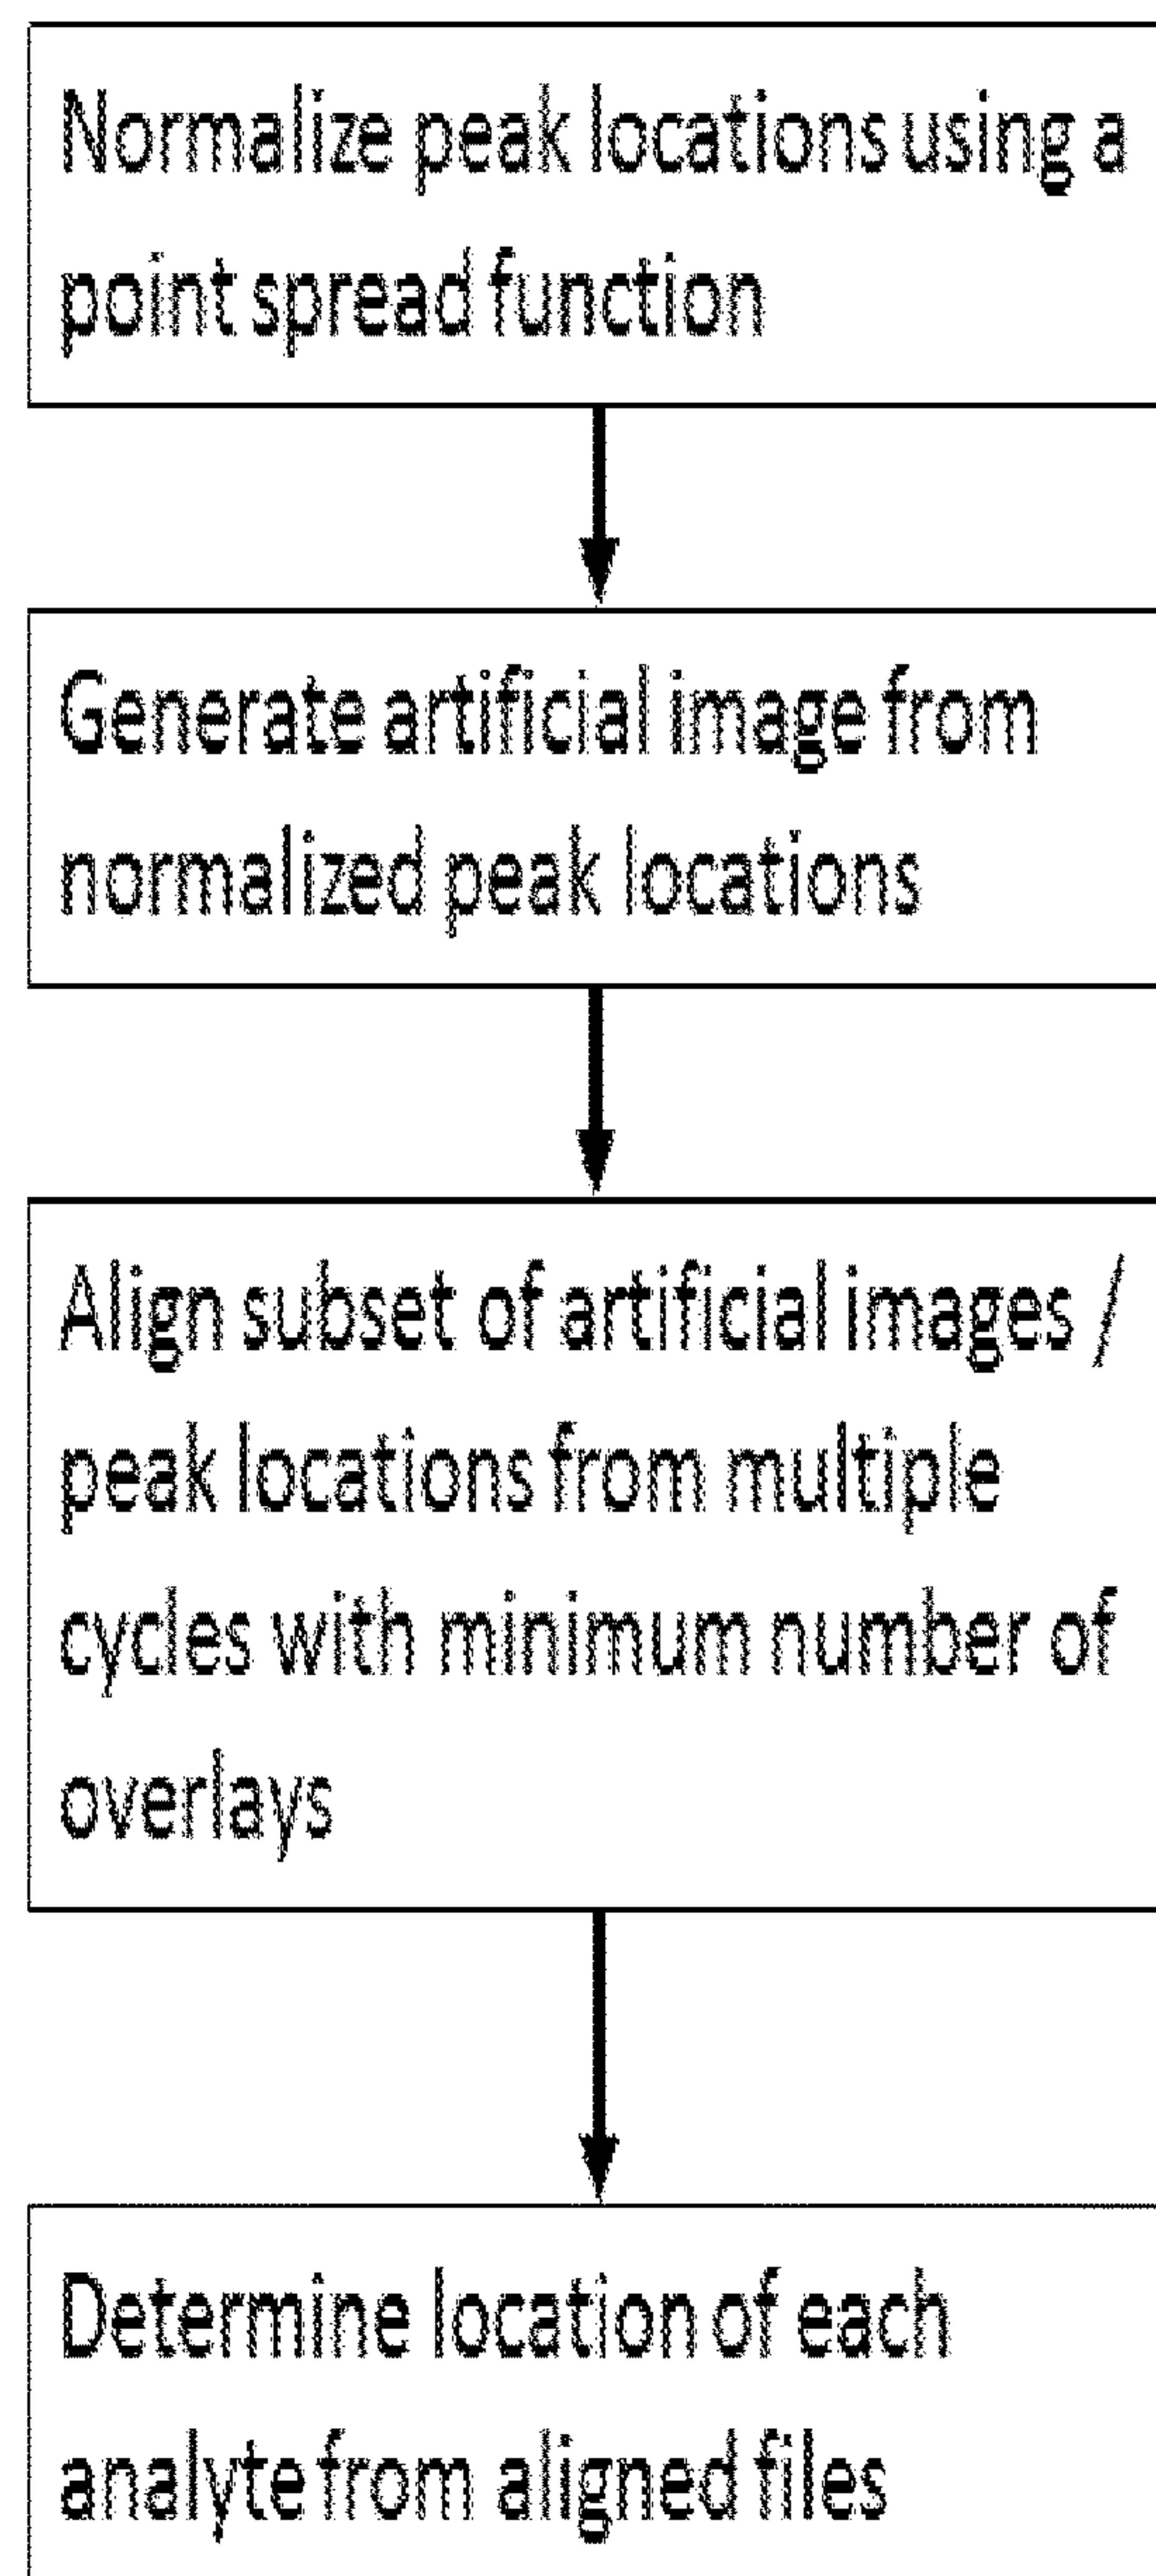 Normalize peak locations using a
point spread function
Generate artificial image from
normalized peak locations
Align subset of artificial images /
peak locations from multiple
cycles with minimum number of
overlays
Determine location of each
analyte from aligned files